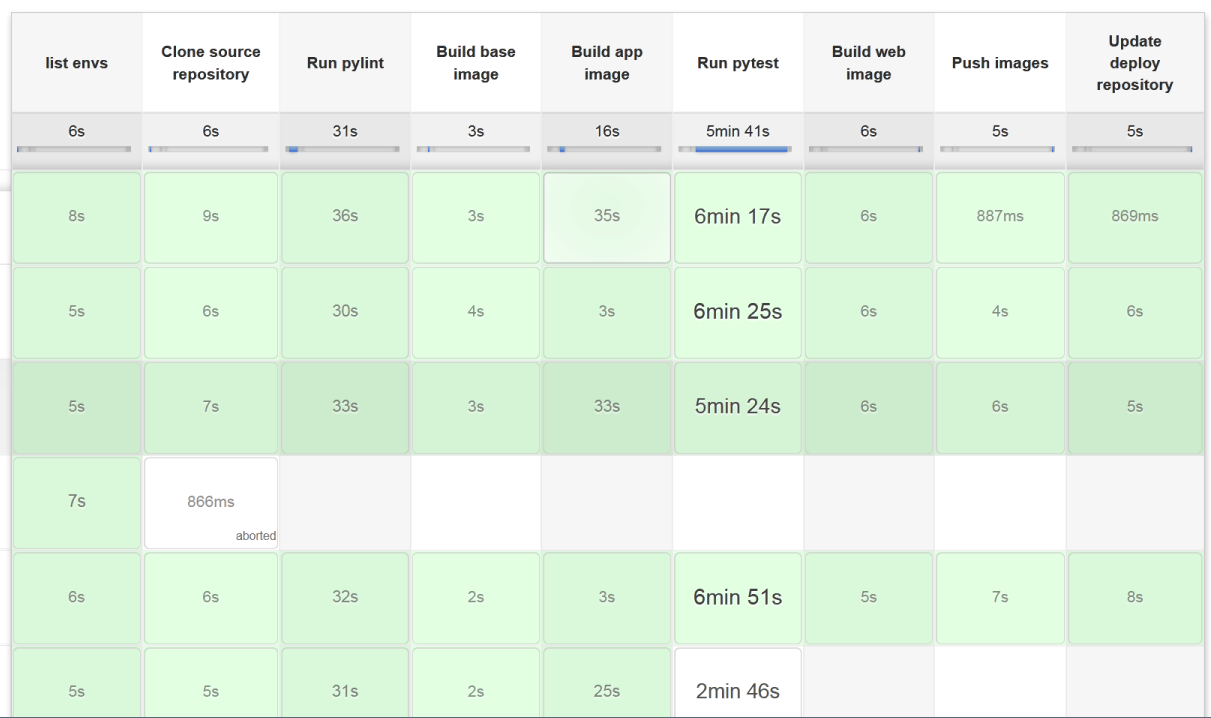 list envs
Clone source
repository
Run pylint
Build base
image
Build app
image
Run pytest
Build web
image
Push images
Update
deploy
repository
6s 6s 31s 3s 16s 5min 41s 6s 5s 5s
8s 9s 36s 3s 35s 6min 17s 6s 887ms 869ms
5s 6s 30s 4s 3s 6min 25s 6s 4s 6s
5s 7s 33s 3s 33s 5min 24s 6s 6s 5s
7s 866ms
aborted
6s 6s 32s 2s 3s 6min 51s 5s 7s 8s
5s 5s 31s 2s 25s 2min 46s